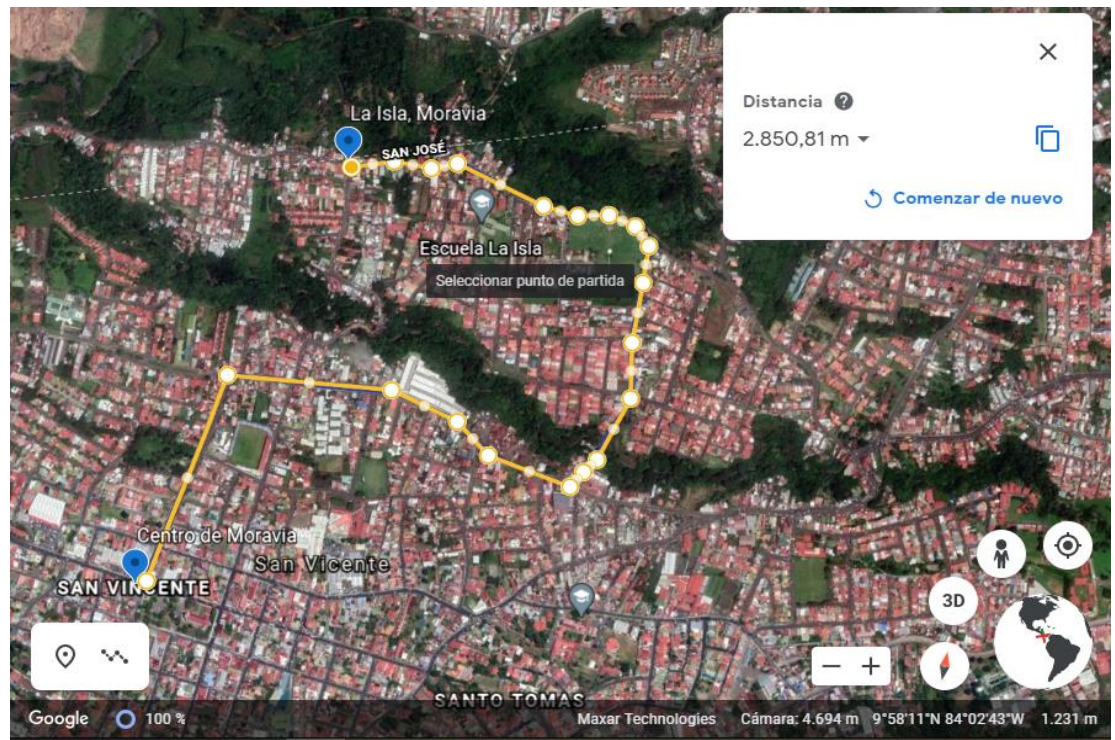 Distancia
2.850,81 m
Comenzar de nuevo
La Isla, Moravia
SAN JOSÉ
Escuela La Isla
Seleccionar punto de partida
Centro de Moravia
San Vicente
SAN VINCENTE
3D
SANTO TOMAS
Google 100 % Maxar Technologies Cámara: 4.694 m 9°58'11"N 84°02'43"W 1.231 m